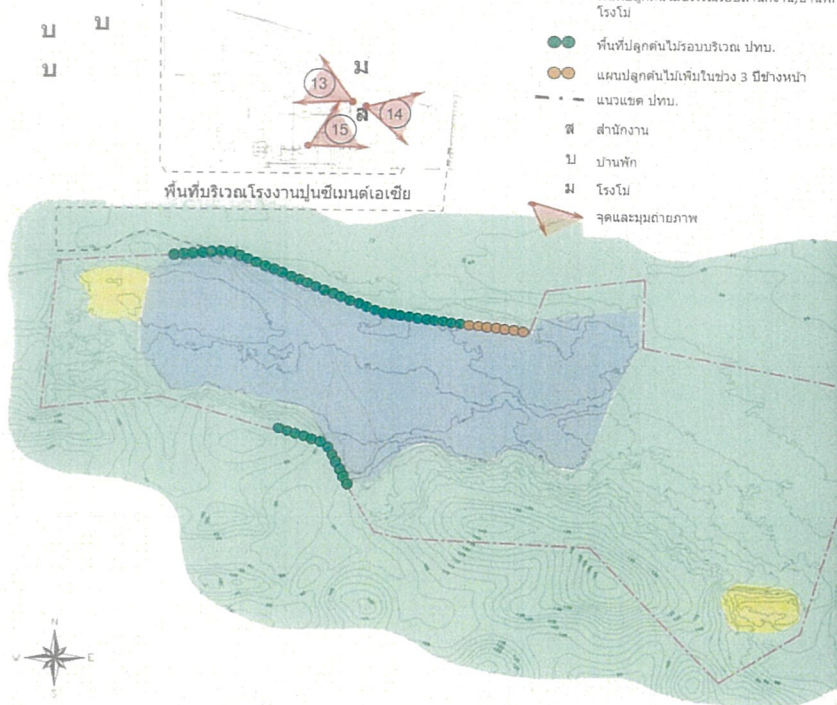 โรงโม่
พื้นที่ปลูกต้นไม้รอบบริเวณ ปทบ.
แผนปลูกต้นไม้เพิ่มในช่วง 3 ปีข้างหน้า
แนวเขต ปทบ.
ส สำนักงาน
บ บ้านพัก
ม โรงโม่
จุดและมุมถ่ายภาพ
บ บ
บ
ม
13
ส 14
15
พื้นที่บริเวณโรงงานปูนซีเมนต์เอเซีย
N
W E
S